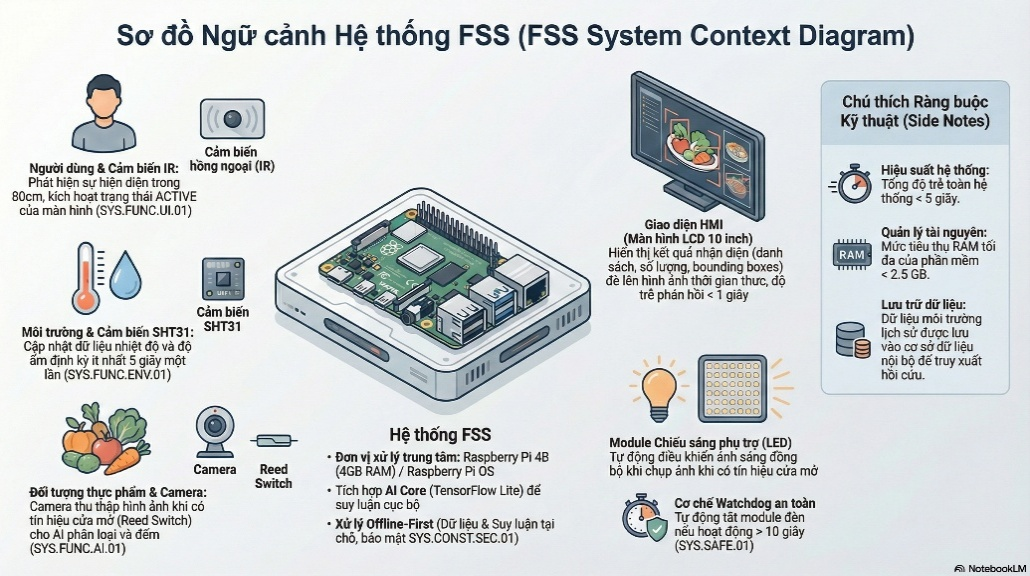 Sơ đồ Ngữ cảnh Hệ thống FSS (FSS System Context Diagram)
Cảm biến
hồng ngoại (IR)
Người dùng & Cảm biến IR:
Phát hiện sự hiện diện trong
80cm, kích hoạt trạng thái ACTIVE
của màn hình (SYS.FUNC.UI.01)
Cảm biến
SHT31
Môi trường & Cảm biến SHT31:
Cập nhật dữ liệu nhiệt độ và độ
ẩm định kỳ ít nhất 5 giây một
lần (SYS.FUNC.ENV.01)
Camera
Reed
Switch
Đối tượng thực phẩm & Camera:
Camera thu thập hình ảnh khi có
tín hiệu cửa mở (Reed Switch)
cho AI phân loại và đếm
(SYS.FUNC.AI.01)
Hệ thống FSS
• Đơn vị xử lý trung tâm: Raspberry Pi 4B
(4GB RAM) / Raspberry Pi OS
• Tích hợp AI Core (TensorFlow Lite) để
suy luận cục bộ
• Xử lý Offline-First (Dữ liệu & Suy luận tại
chỗ, bảo mật SYS.CONST.SEC.01)
Giao diện HMI
(Màn hình LCD 10 inch)
Hiển thị kết quả nhận diện (danh
sách, số lượng, bounding boxes)
đè lên hình ảnh thời gian thực, độ
trễ phản hồi < 1 giây
Module Chiếu sáng phụ trợ (LED)
Tự động điều khiển ánh sáng đồng
bộ khi chụp ảnh khi có tín hiệu cửa mở
Cơ chế Watchdog an toàn
Tự động tắt module đèn
nếu hoạt động > 10 giây
(SYS.SAFE.01)
Chú thích Ràng buộc
Kỹ thuật (Side Notes)
Hiệu suất hệ thống:
Tổng độ trễ toàn hệ
thống < 5 giây.
RAM
Quản lý tài nguyên:
Mức tiêu thụ RAM tối
đa của phần mềm
< 2.5 GB.
Lưu trữ dữ liệu:
Dữ liệu môi trường
lịch sử được lưu
vào cơ sở dữ liệu
nội bộ để truy xuất
hồi cứu.
NotebookLM